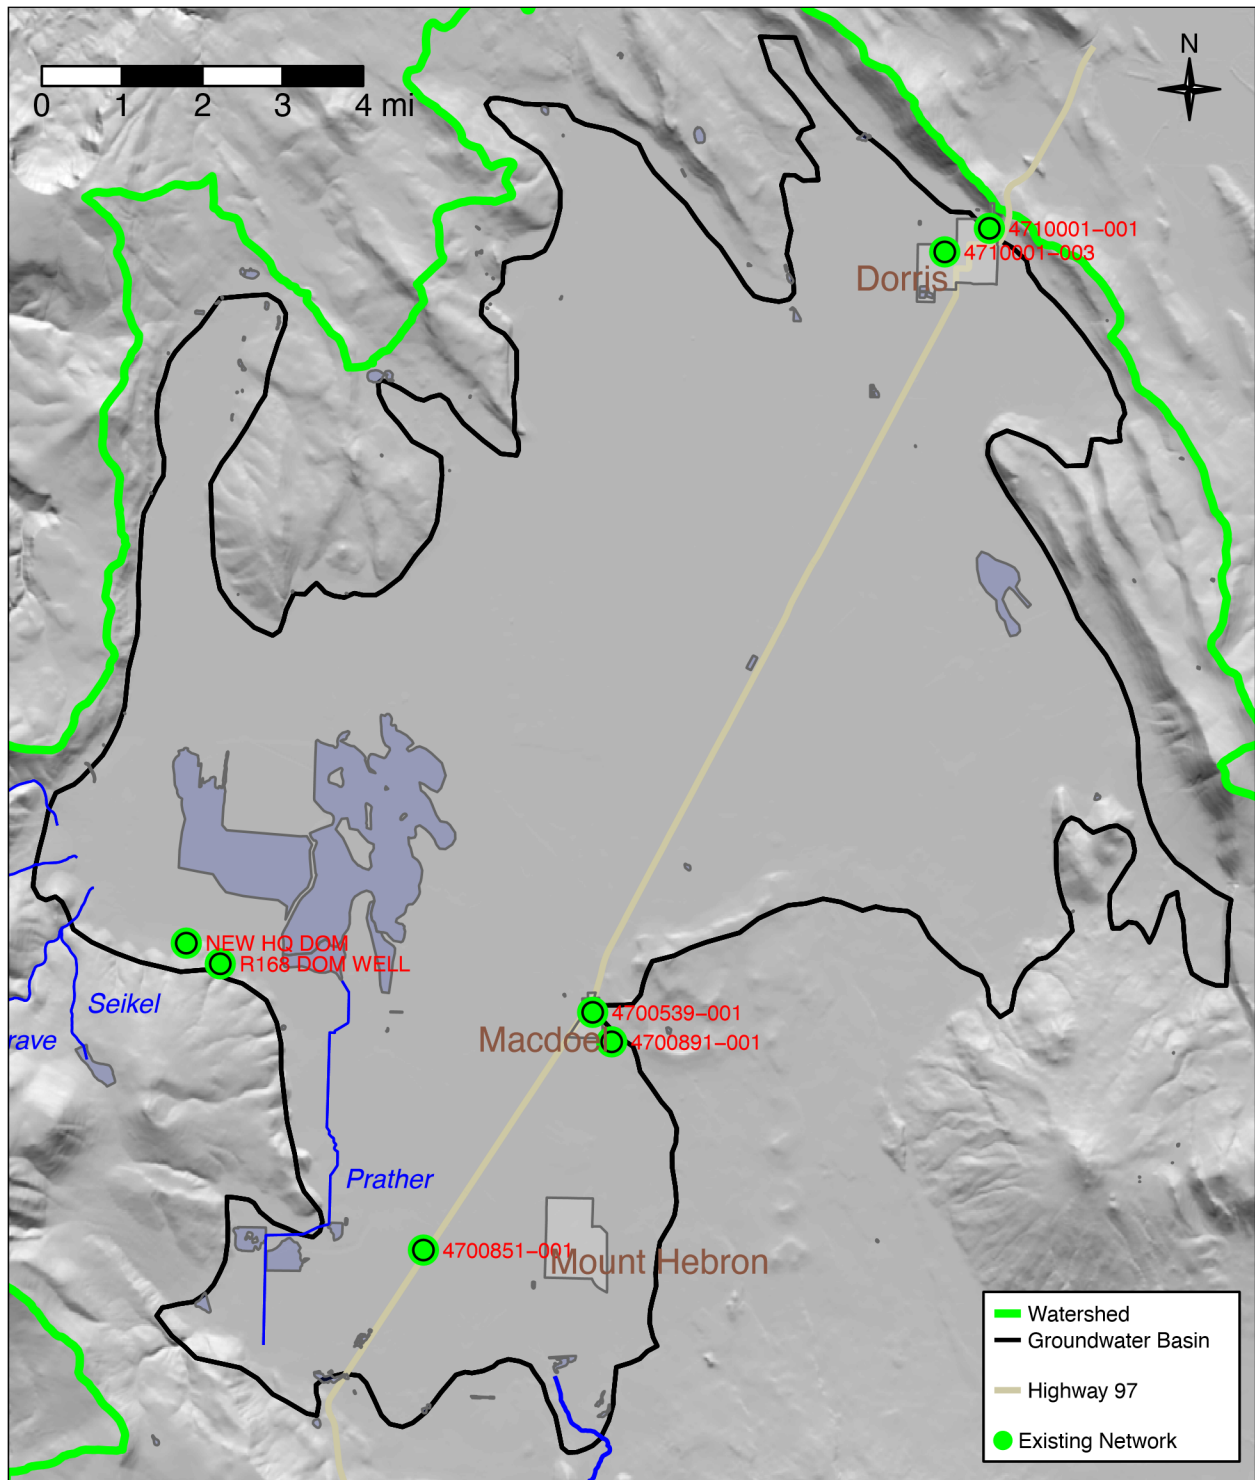 N
0 1 2 3 4 mi
4710001−001
4710001−003
Dorris
NEW HQ DOM
R168 DOM WELL
Seikel
rave
4700539−001
Macdoel
4700891−001
Prather
4700851−001
Mount Hebron
Watershed
Groundwater Basin
Highway 97
Existing Network